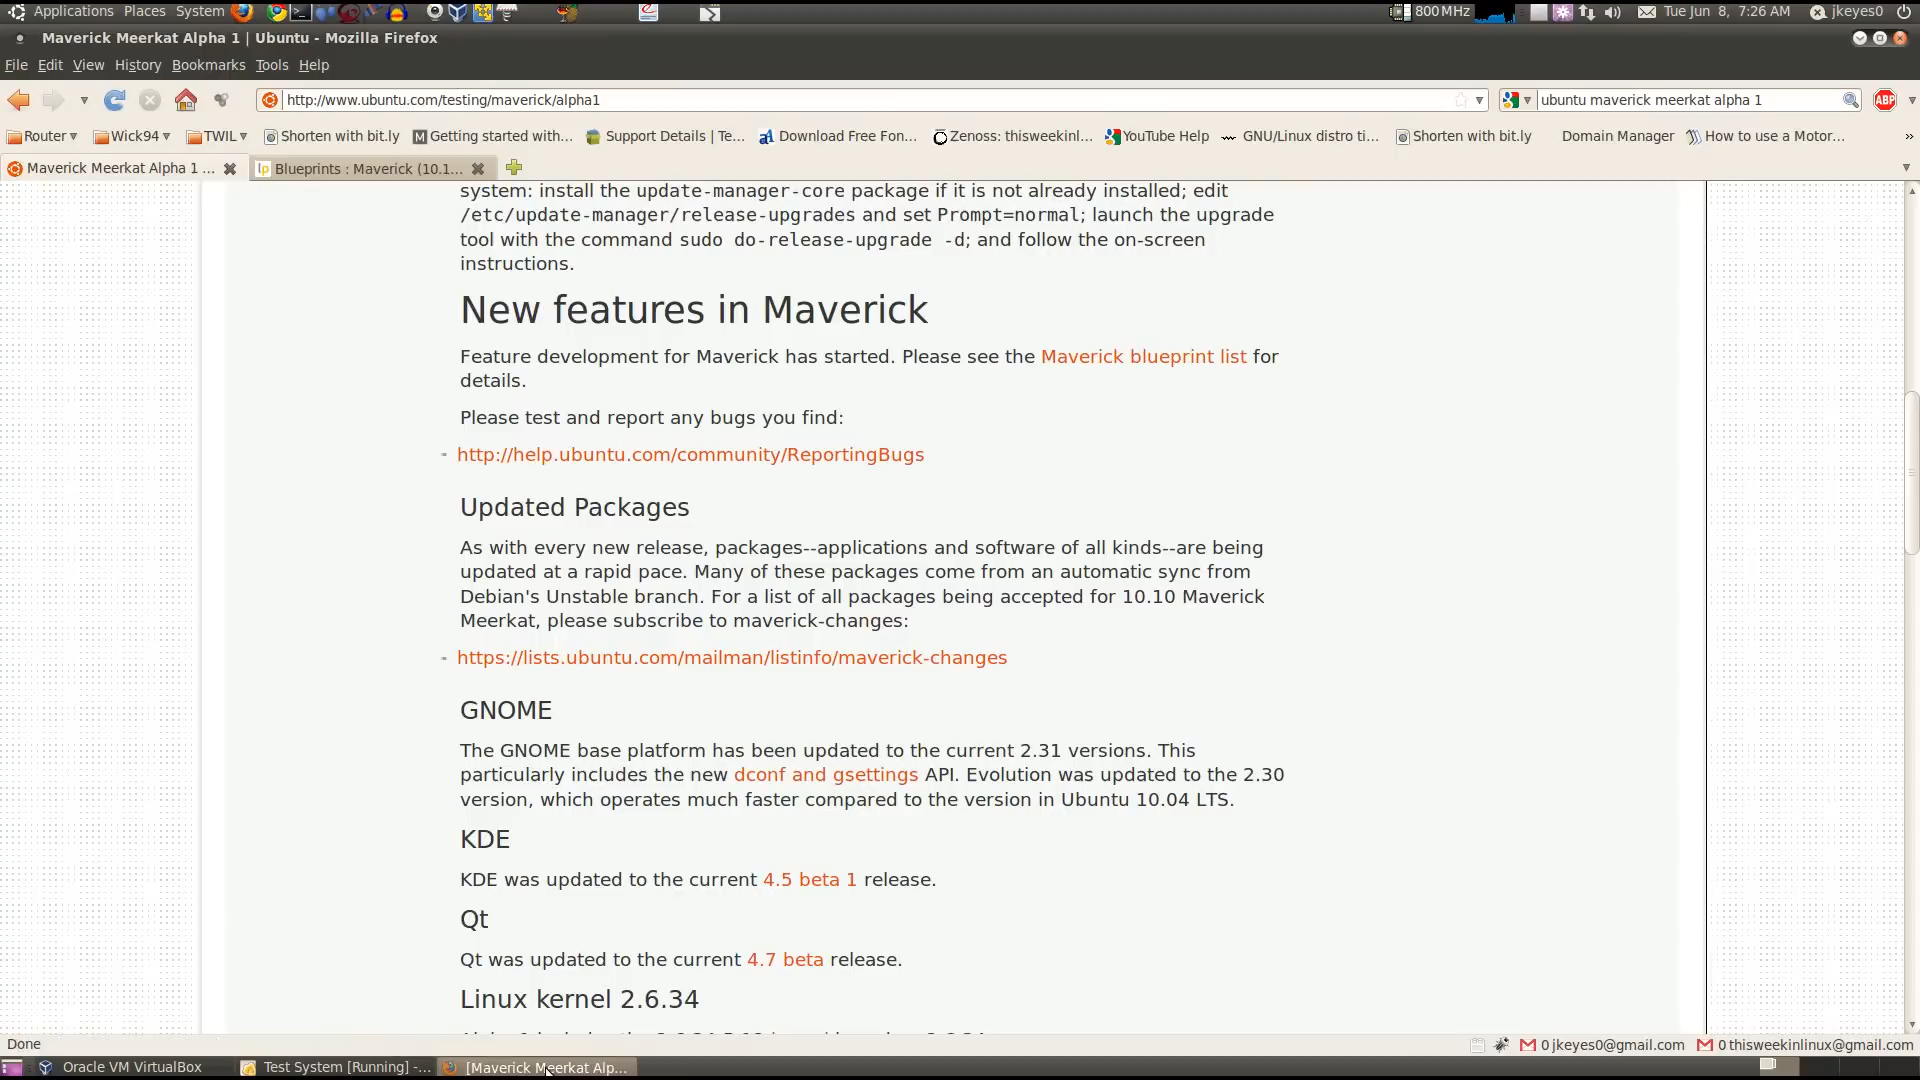 Applications Places System 800 MHz Tue Jun 8, 7:26 AM jkeyes0
Maverick Meerkat Alpha 1 | Ubuntu - Mozilla Firefox
File Edit View History Bookmarks Tools Help
http://www.ubuntu.com/testing/maverick/alpha1 ubuntu maverick meerkat alpha 1 ABP
Router Wick94 TWIL Shorten with bit.ly Getting started with... Support Details | Te... Download Free Fon... Zenoss: thisweekinl... YouTube Help GNU/Linux distro ti... Shorten with bit.ly Domain Manager How to use a Motor... »
Maverick Meerkat Alpha 1 ... lp Blueprints : Maverick (10.1...
system: install the update-manager-core package if it is not already installed; edit
/etc/update-manager/release-upgrades and set Prompt=normal; launch the upgrade
tool with the command sudo do-release-upgrade -d; and follow the on-screen
instructions.
New features in Maverick
Feature development for Maverick has started. Please see the Maverick blueprint list for
details.
Please test and report any bugs you find:
http://help.ubuntu.com/community/ReportingBugs
Updated Packages
As with every new release, packages--applications and software of all kinds--are being
updated at a rapid pace. Many of these packages come from an automatic sync from
Debian's Unstable branch. For a list of all packages being accepted for 10.10 Maverick
Meerkat, please subscribe to maverick-changes:
https://lists.ubuntu.com/mailman/listinfo/maverick-changes
GNOME
The GNOME base platform has been updated to the current 2.31 versions. This
particularly includes the new dconf and gsettings API. Evolution was updated to the 2.30
version, which operates much faster compared to the version in Ubuntu 10.04 LTS.
KDE
KDE was updated to the current 4.5 beta 1 release.
Qt
Qt was updated to the current 4.7 beta release.
Linux kernel 2.6.34
Done 0 jkeyes0@gmail.com 0 thisweekinlinux@gmail.com
Oracle VM VirtualBox Test System [Running] -... [Maverick Meerkat Alp...